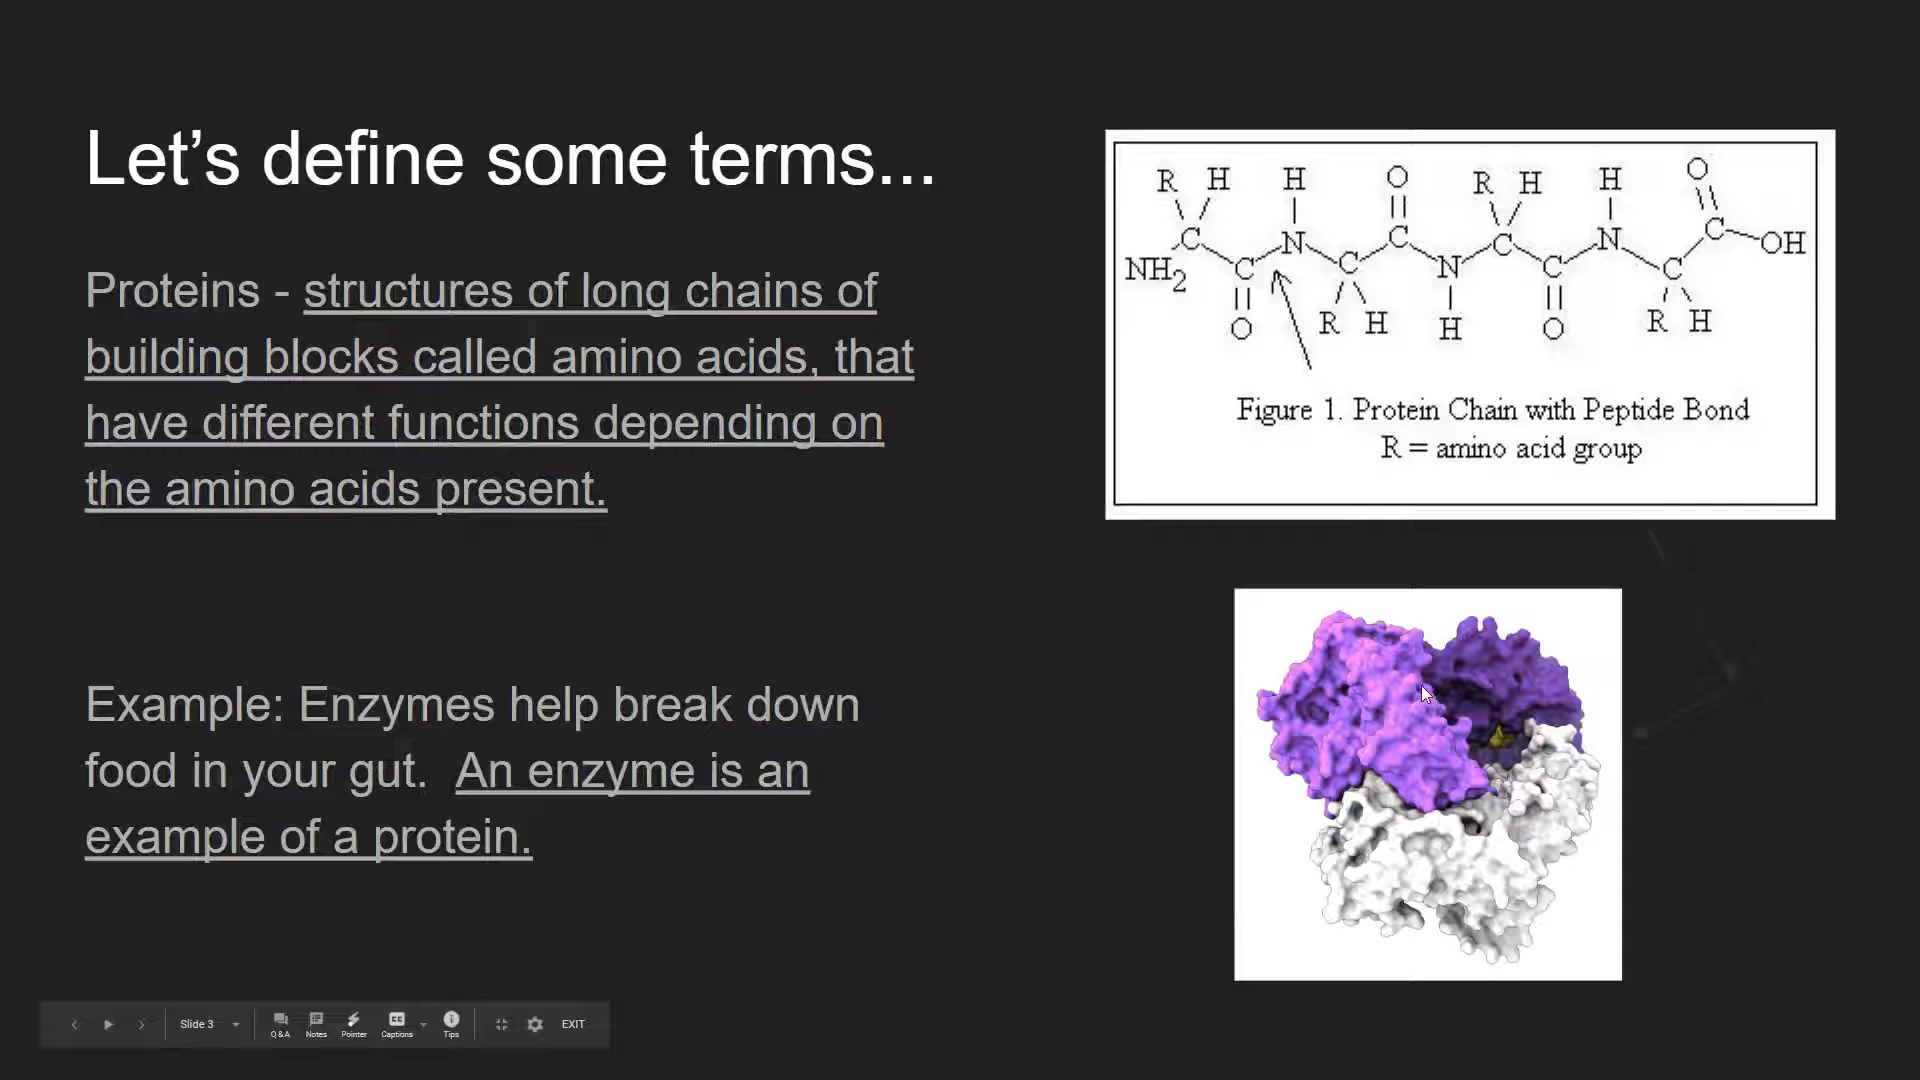 Let’s define some terms...
Proteins - structures of long chains of
building blocks called amino acids, that
have different functions depending on
the amino acids present.
Example: Enzymes help break down
food in your gut.  An enzyme is an
example of a protein.
R H H O R H H O
C N C C N C
NH2 C C N C C OH
O R H H O R H
Figure 1. Protein Chain with Peptide Bond
R = amino acid group
Slide 3
Q&A Notes Pointer Captions Tips
EXIT